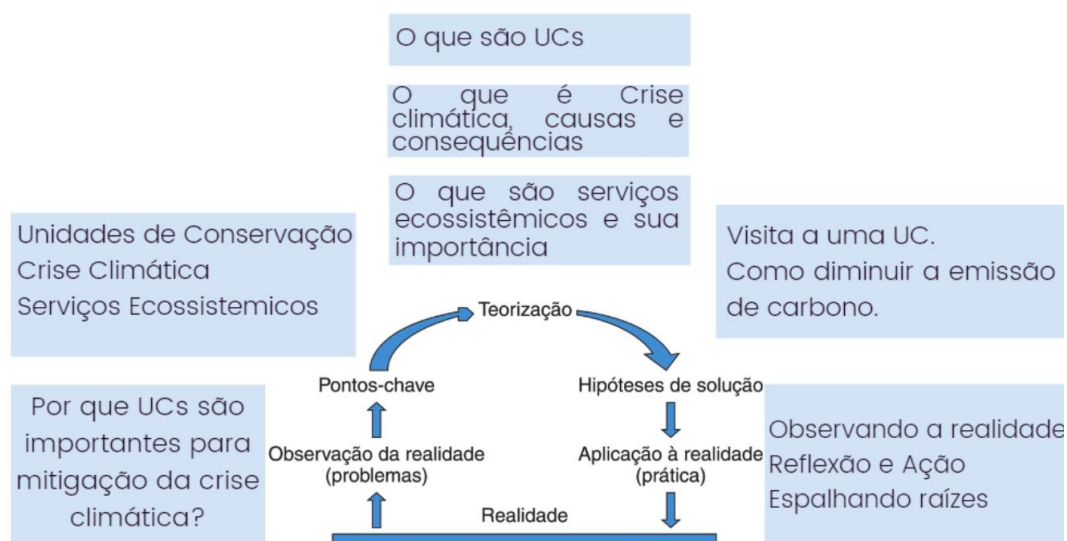 O que são UCs
O que é Crise
climática, causas e
consequências
O que são serviços
ecossistêmicos e sua
importância
Unidades de Conservação
Crise Climática
Serviços Ecossistemicos
Visita a uma UC.
Como diminuir a emissão
de carbono.
Teorização
Pontos-chave
Hipóteses de solução
Por que UCs são
importantes para
mitigação da crise
climática?
Observação da realidade
(problemas)
Aplicação à realidade
(prática)
Observando a realidade
Reflexão e Ação
Espalhando raízes
Realidade